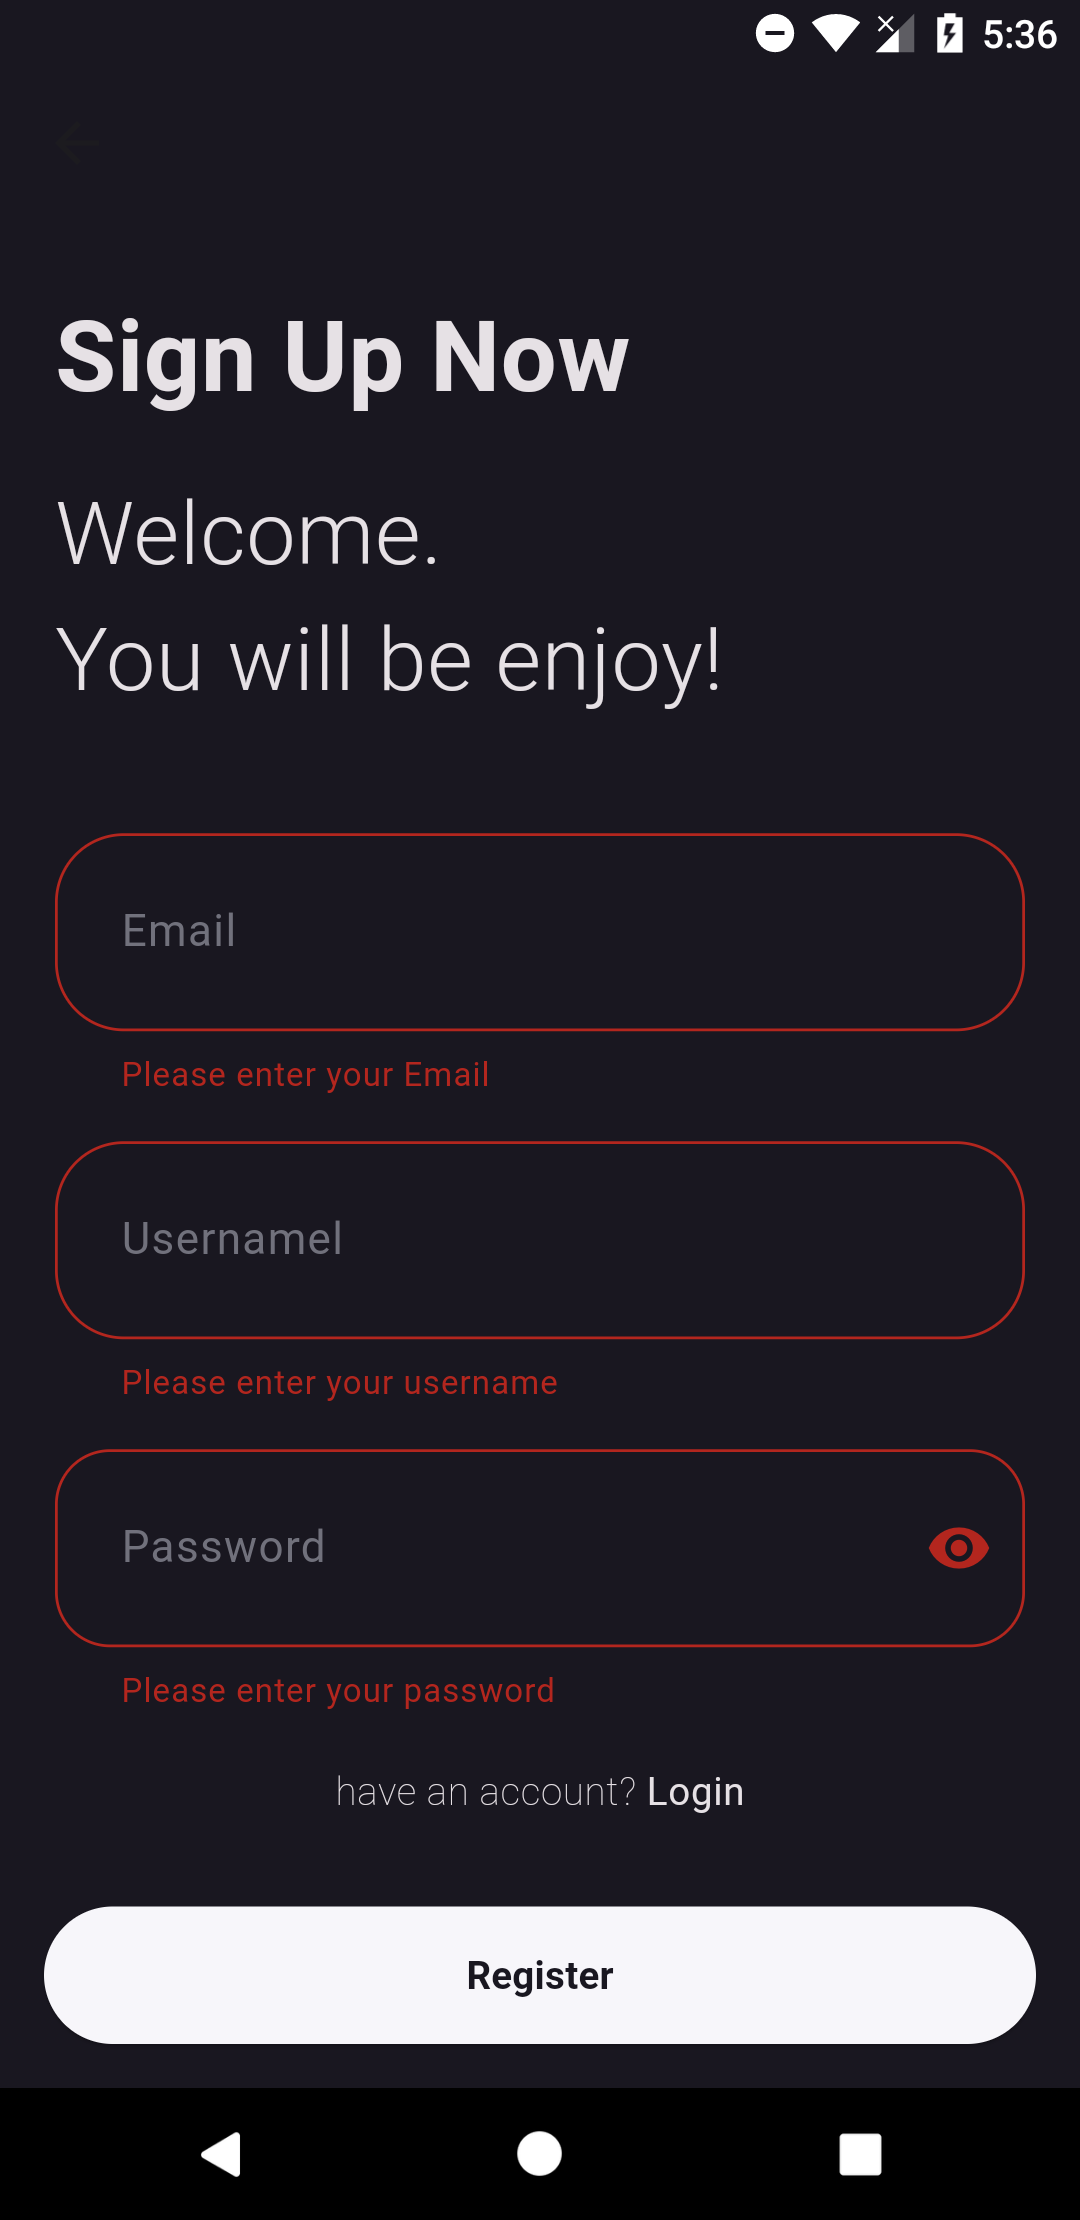 5:36
Sign Up Now
Welcome.
You will be enjoy!
Email
Please enter your Email
Usernamel
Please enter your username
Password
Please enter your password
have an account? Login
Register